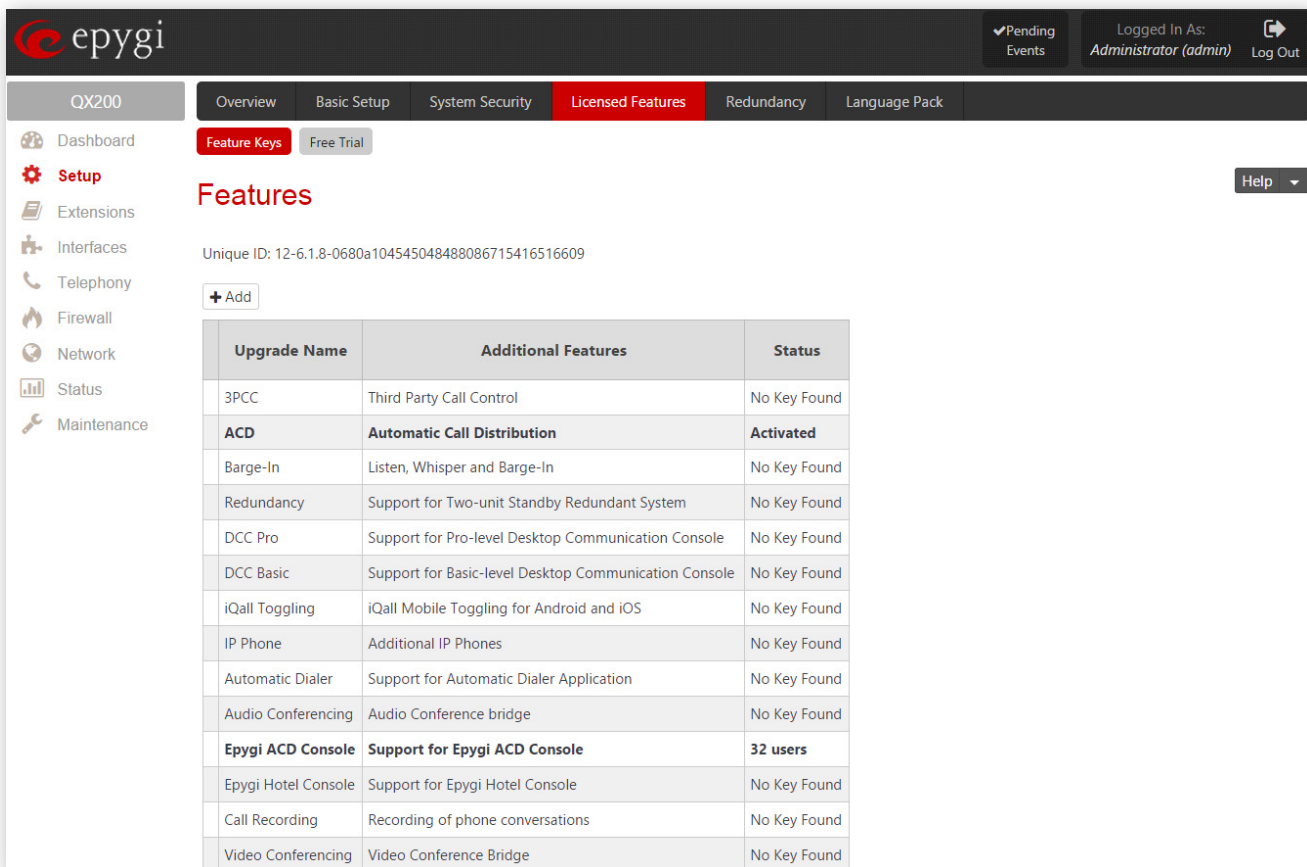 epygi
Pending Events
Logged In As:
Administrator (admin)
Log Out
QX200
Overview Basic Setup System Security Licensed Features Redundancy Language Pack
Dashboard
Setup
Extensions
Interfaces
Telephony
Firewall
Network
Status
Maintenance
Feature Keys Free Trial
Help
Features
Unique ID: 12-6.1.8-0680a104545048488086715416516609
Add
Upgrade Name Additional Features Status
3PCC Third Party Call Control No Key Found
ACD Automatic Call Distribution Activated
Barge-In Listen, Whisper and Barge-In No Key Found
Redundancy Support for Two-unit Standby Redundant System No Key Found
DCC Pro Support for Pro-level Desktop Communication Console No Key Found
DCC Basic Support for Basic-level Desktop Communication Console No Key Found
iQall Toggling iQall Mobile Toggling for Android and iOS No Key Found
IP Phone Additional IP Phones No Key Found
Automatic Dialer Support for Automatic Dialer Application No Key Found
Audio Conferencing Audio Conference bridge No Key Found
Epygi ACD Console Support for Epygi ACD Console 32 users
Epygi Hotel Console Support for Epygi Hotel Console No Key Found
Call Recording Recording of phone conversations No Key Found
Video Conferencing Video Conference Bridge No Key Found